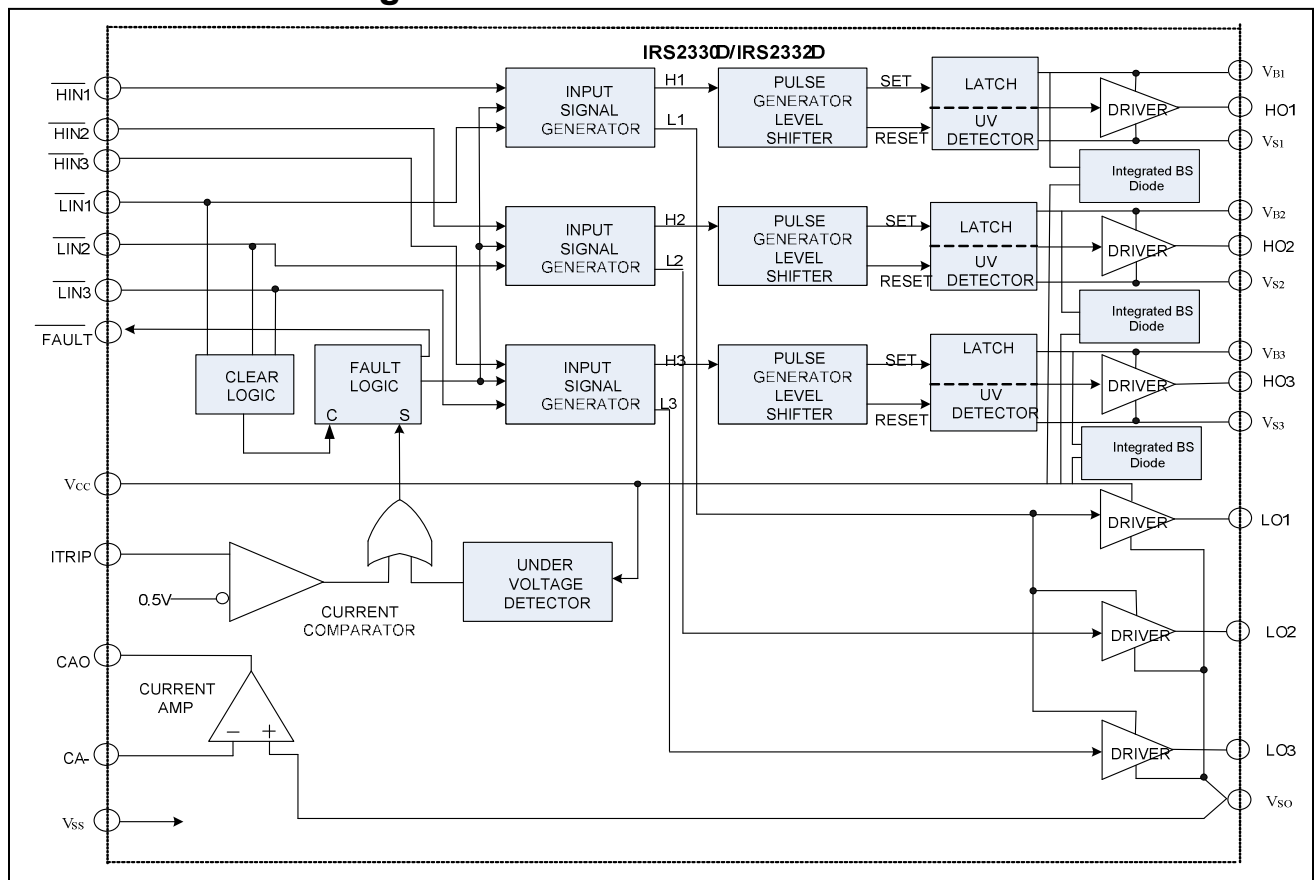 IRS2330D/IRS2332D
HIN1
HIN2
HIN3
LIN1
LIN2
LIN3
FAULT
VCC
ITRIP
0.5V
CAO
CA-
VSS
CLEAR
LOGIC
FAULT
LOGIC
C S
CURRENT
COMPARATOR
UNDER
VOLTAGE
DETECTOR
CURRENT
AMP
− +
INPUT
SIGNAL
GENERATOR
H1
L1
PULSE
GENERATOR
LEVEL
SHIFTER
SET
RESET
LATCH
UV
DETECTOR
DRIVER
Integrated BS
Diode
VB1
HO1
VS1
INPUT
SIGNAL
GENERATOR
H2
L2
PULSE
GENERATOR
LEVEL
SHIFTER
SET
RESET
LATCH
UV
DETECTOR
DRIVER
Integrated BS
Diode
VB2
HO2
VS2
INPUT
SIGNAL
GENERATOR
H3
L3
PULSE
GENERATOR
LEVEL
SHIFTER
SET
RESET
LATCH
UV
DETECTOR
DRIVER
Integrated BS
Diode
VB3
HO3
VS3
DRIVER
LO1
DRIVER
LO2
DRIVER
LO3
VSO